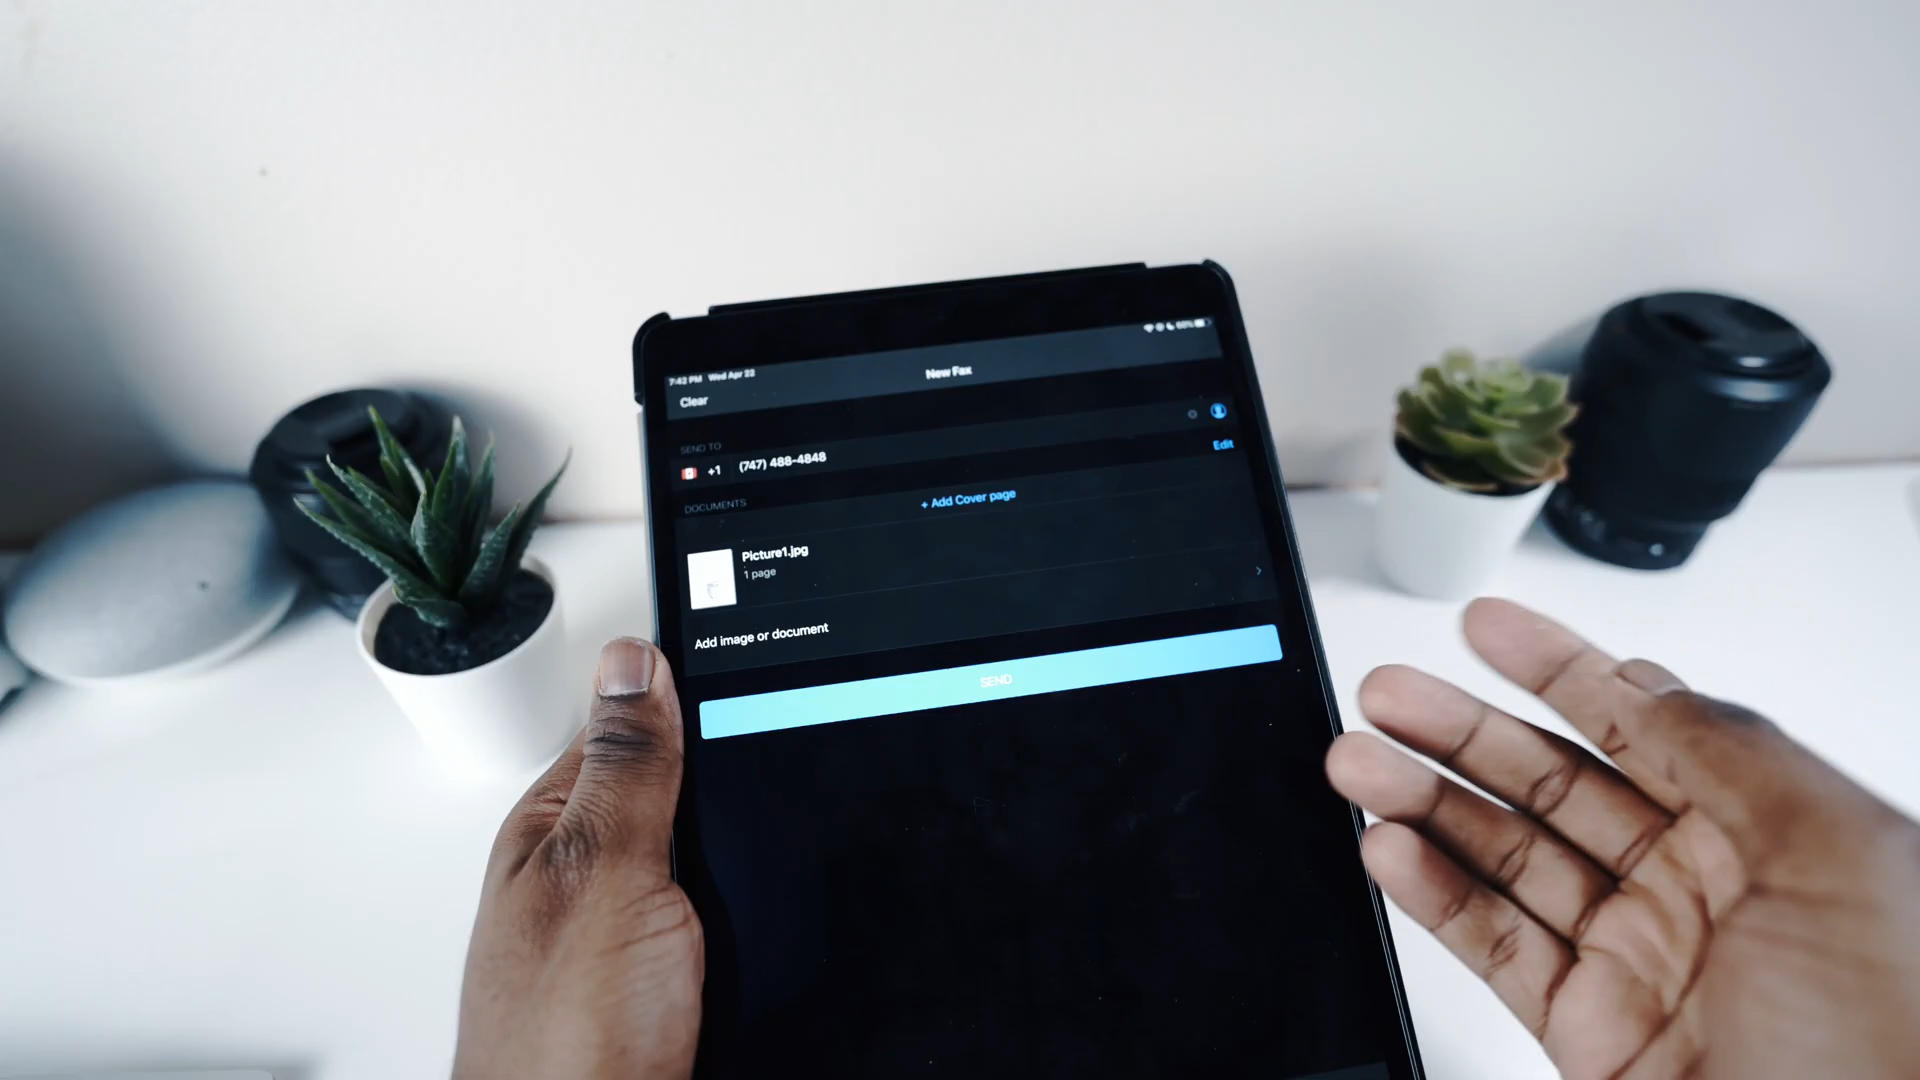 7:42 PM Wed Apr 22
60%
Clear
New Fax
SEND TO
+1 (747) 488-4848
Edit
DOCUMENTS
+ Add Cover page
Picture1.jpg
1 page
Add image or document
SEND